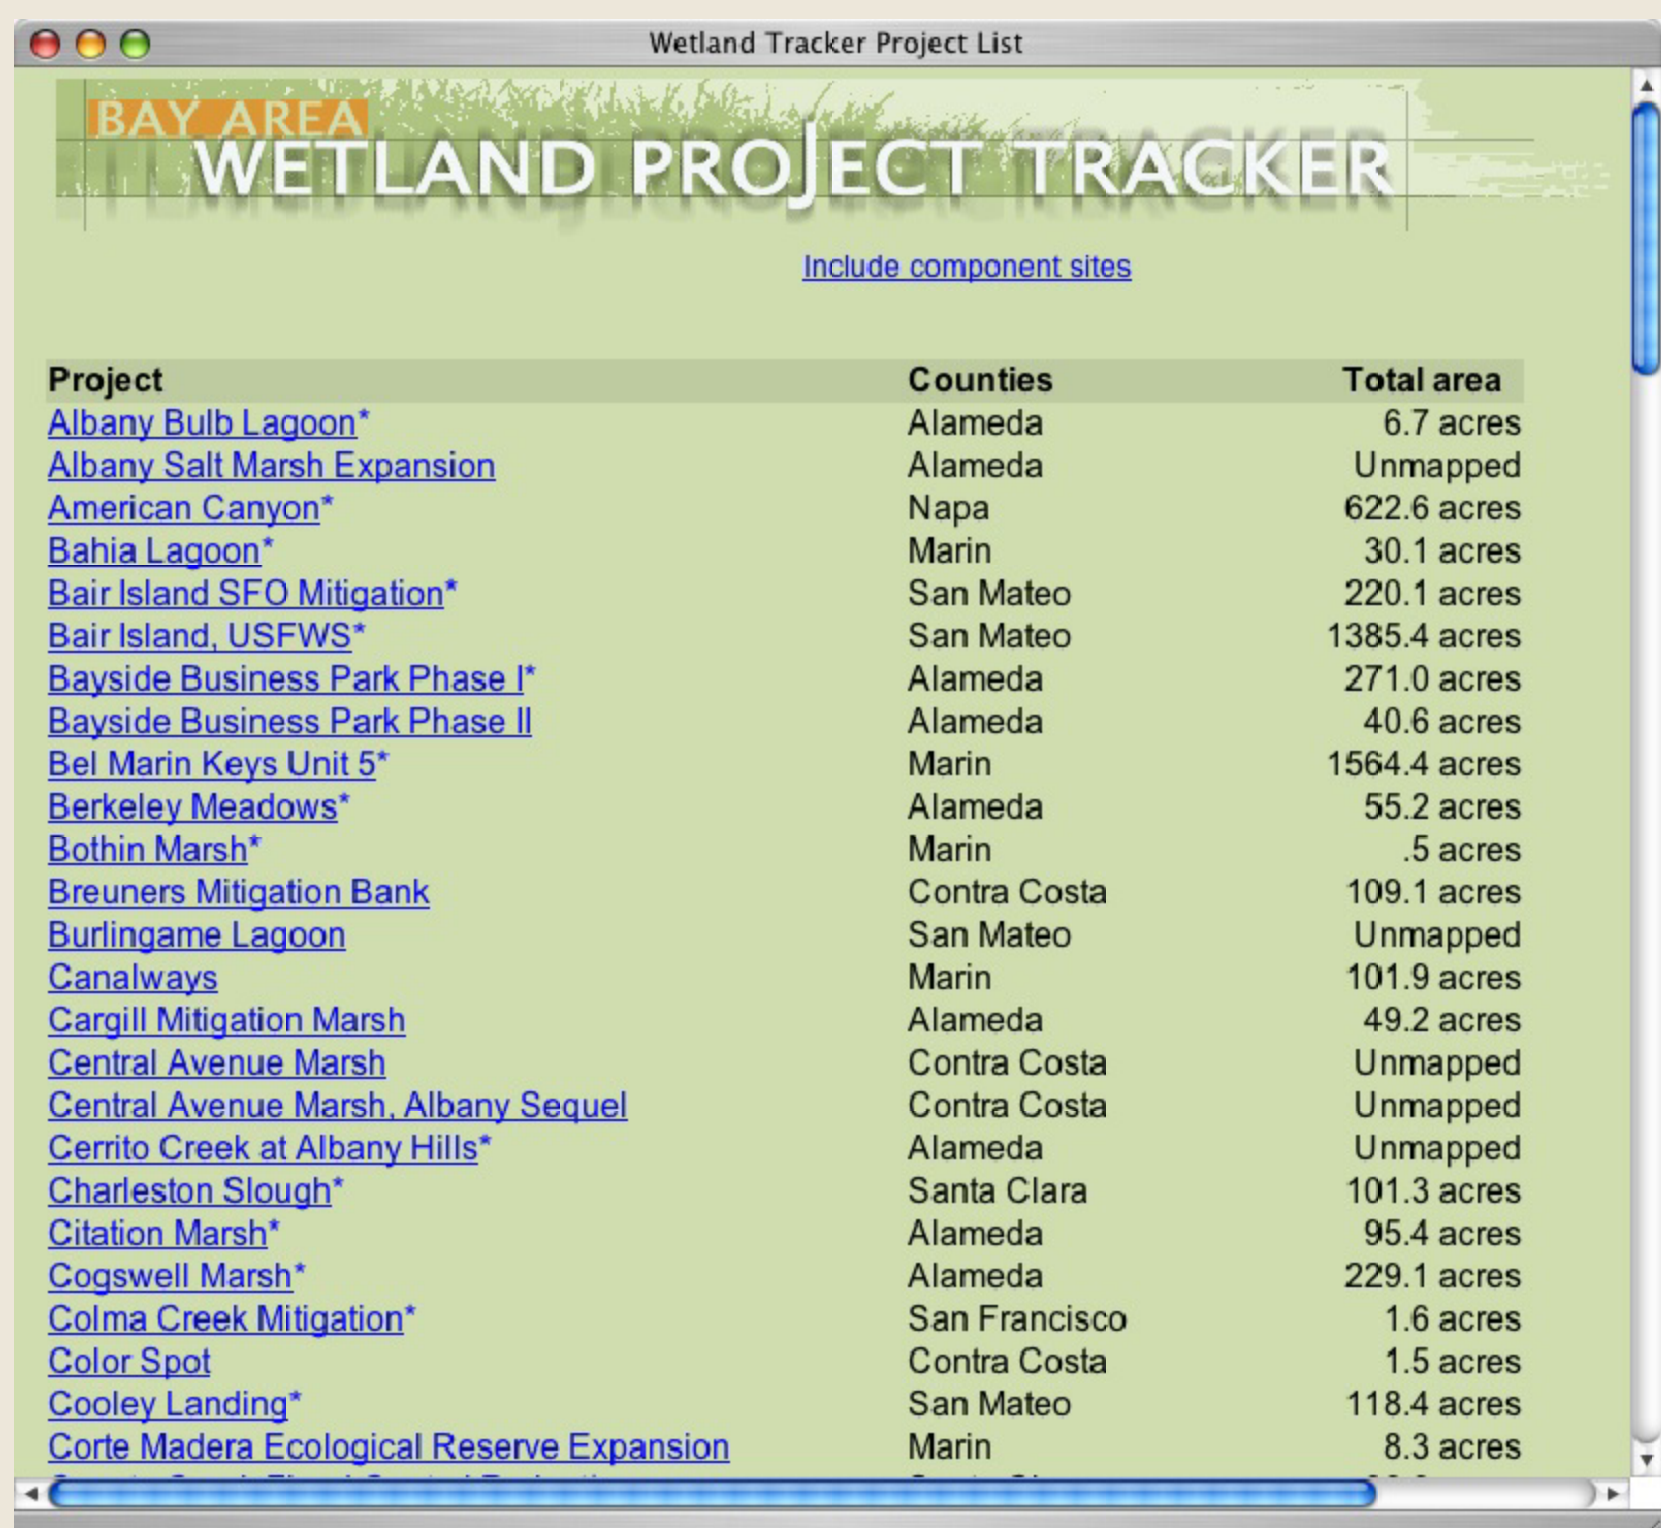 Wetland Tracker Project List
BAY AREA
WETLAND PROJECT TRACKER
Include component sites
Project Counties Total area
Albany Bulb Lagoon* Alameda 6.7 acres
Albany Salt Marsh Expansion Alameda Unmapped
American Canyon* Napa 622.6 acres
Bahia Lagoon* Marin 30.1 acres
Bair Island SFO Mitigation* San Mateo 220.1 acres
Bair Island, USFWS* San Mateo 1385.4 acres
Bayside Business Park Phase I* Alameda 271.0 acres
Bayside Business Park Phase II Alameda 40.6 acres
Bel Marin Keys Unit 5* Marin 1564.4 acres
Berkeley Meadows* Alameda 55.2 acres
Bothin Marsh* Marin .5 acres
Breuners Mitigation Bank Contra Costa 109.1 acres
Burlingame Lagoon San Mateo Unmapped
Canalways Marin 101.9 acres
Cargill Mitigation Marsh Alameda 49.2 acres
Central Avenue Marsh Contra Costa Unmapped
Central Avenue Marsh, Albany Sequel Contra Costa Unmapped
Cerrito Creek at Albany Hills* Alameda Unmapped
Charleston Slough* Santa Clara 101.3 acres
Citation Marsh* Alameda 95.4 acres
Cogswell Marsh* Alameda 229.1 acres
Colma Creek Mitigation* San Francisco 1.6 acres
Color Spot Contra Costa 1.5 acres
Cooley Landing* San Mateo 118.4 acres
Corte Madera Ecological Reserve Expansion Marin 8.3 acres